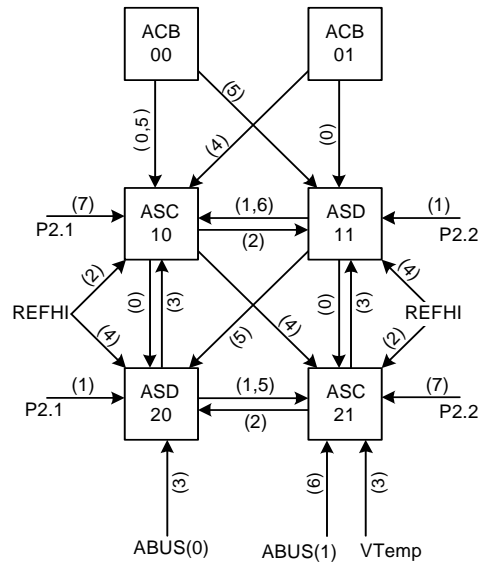 ACB
00
ACB
01
(5)
(0,5)
(4)
(0)
(7)
P2.1
ASC
10
(1,6)
(2)
ASD
11
(1)
P2.2
(2)
REFHI
(4)
(0)
(3)
(5)
(4)
(0)
(3)
(4)
REFHI
(2)
(1)
P2.1
ASD
20
(1,5)
(2)
ASC
21
(7)
P2.2
(3)
(6)
(3)
ABUS(0)
ABUS(1)
VTemp